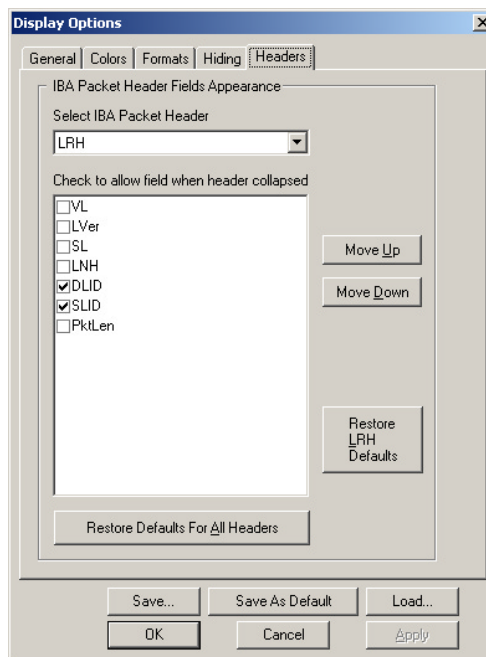 Display Options
General Colors Formats Hiding Headers
IBA Packet Header Fields Appearance
Select IBA Packet Header
LRH
Check to allow field when header collapsed
VL
LVer
SL
LNH
DLID
SLID
PktLen
Move Up
Move Down
Restore
LRH
Defaults
Restore Defaults For All Headers
Save... Save As Default Load...
OK Cancel Apply